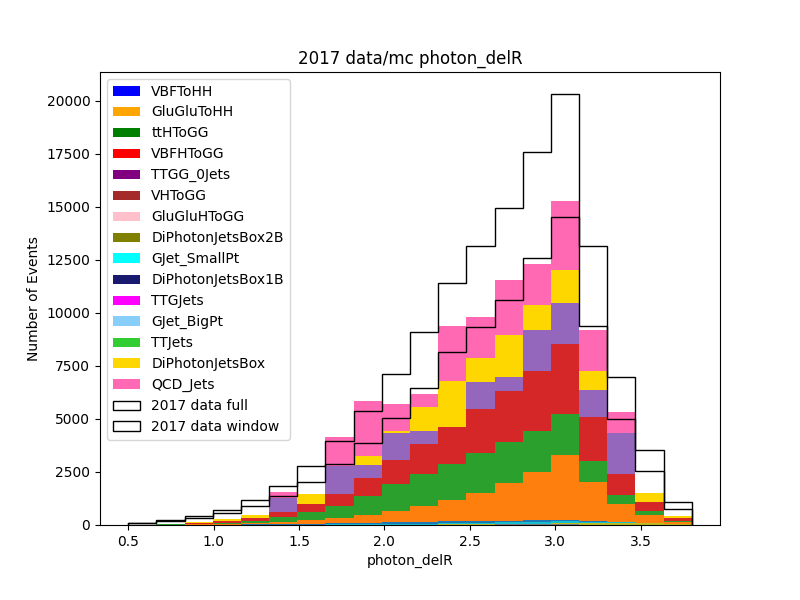 2017 data/mc photon_delR
20000
17500
15000
12500
10000
7500
5000
2500
0
Number of Events
VBFToHH
GluGluToHH
ttHToGG
VBFHToGG
TTGG_0Jets
VHToGG
GluGluHToGG
DiPhotonJetsBox2B
GJet_SmallPt
DiPhotonJetsBox1B
TTGJets
GJet_BigPt
TTJets
DiPhotonJetsBox
QCD_Jets
2017 data full
2017 data window
0.5 1.0 1.5 2.0 2.5 3.0 3.5
photon_delR